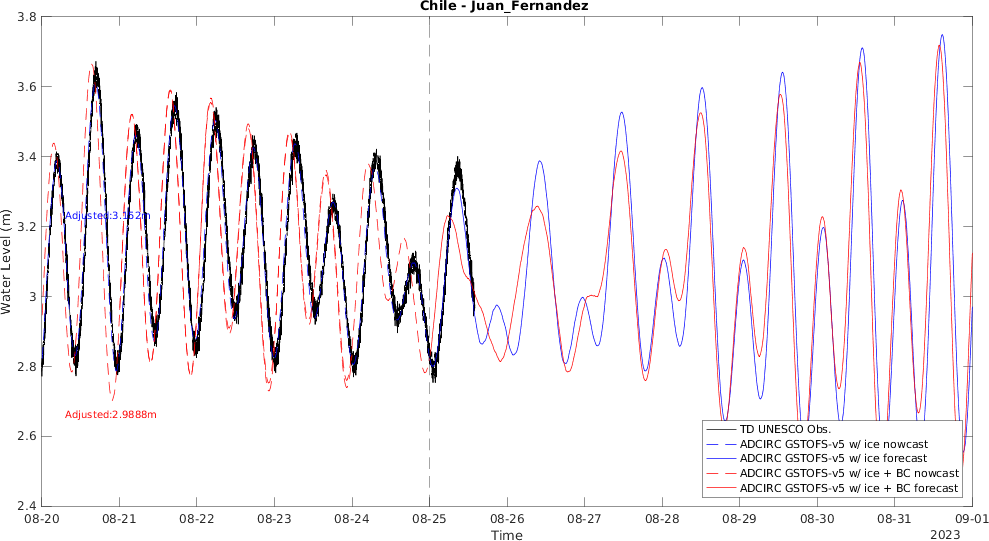 Chile - Juan_Fernandez
3.8
3.6
3.4
3.2
3
2.8
2.6
2.4
Water Level (m)
Adjusted:3.152m
Adjusted:2.9888m
TD UNESCO Obs.
ADCIRC GSTOFS-v5 w/ ice nowcast
ADCIRC GSTOFS-v5 w/ ice forecast
ADCIRC GSTOFS-v5 w/ ice + BC nowcast
ADCIRC GSTOFS-v5 w/ ice + BC forecast
08-20 08-21 08-22 08-23 08-24 08-25 08-26 08-27 08-28 08-29 08-30 08-31 09-01
Time
2023